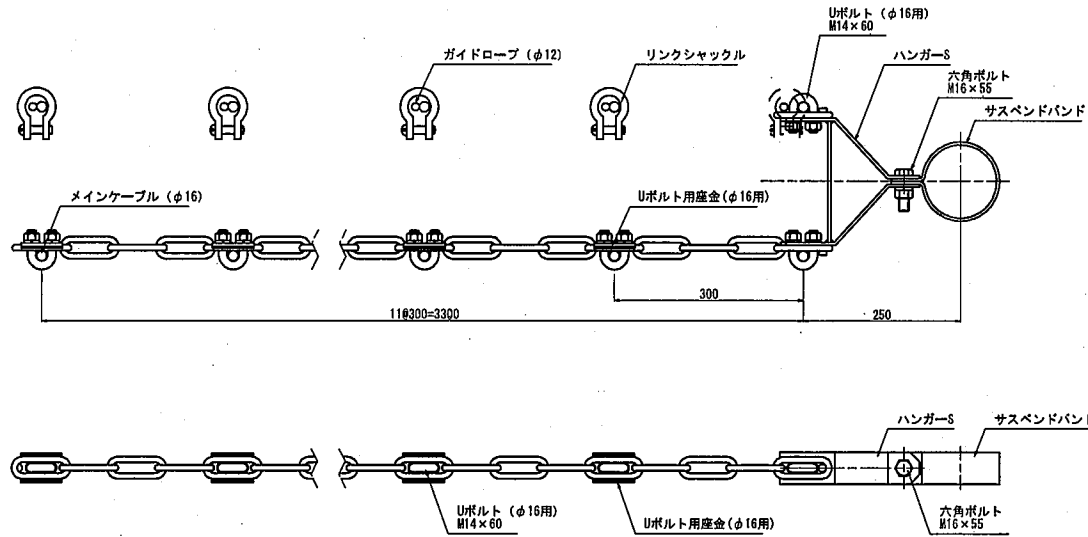 Uボルト (φ16用)
M14×60
ガイドロープ (φ12)
リンクシャックル
ハンガーS
六角ボルト
M16×55
サスペンドバンド
メインケーブル (φ16)
Uボルト用座金(φ16用)
300
11@300=3300
250
ハンガーS
サスペンドバンド
Uボルト (φ16用)
M14×60
Uボルト用座金(φ16用)
六角ボルト
M16×55